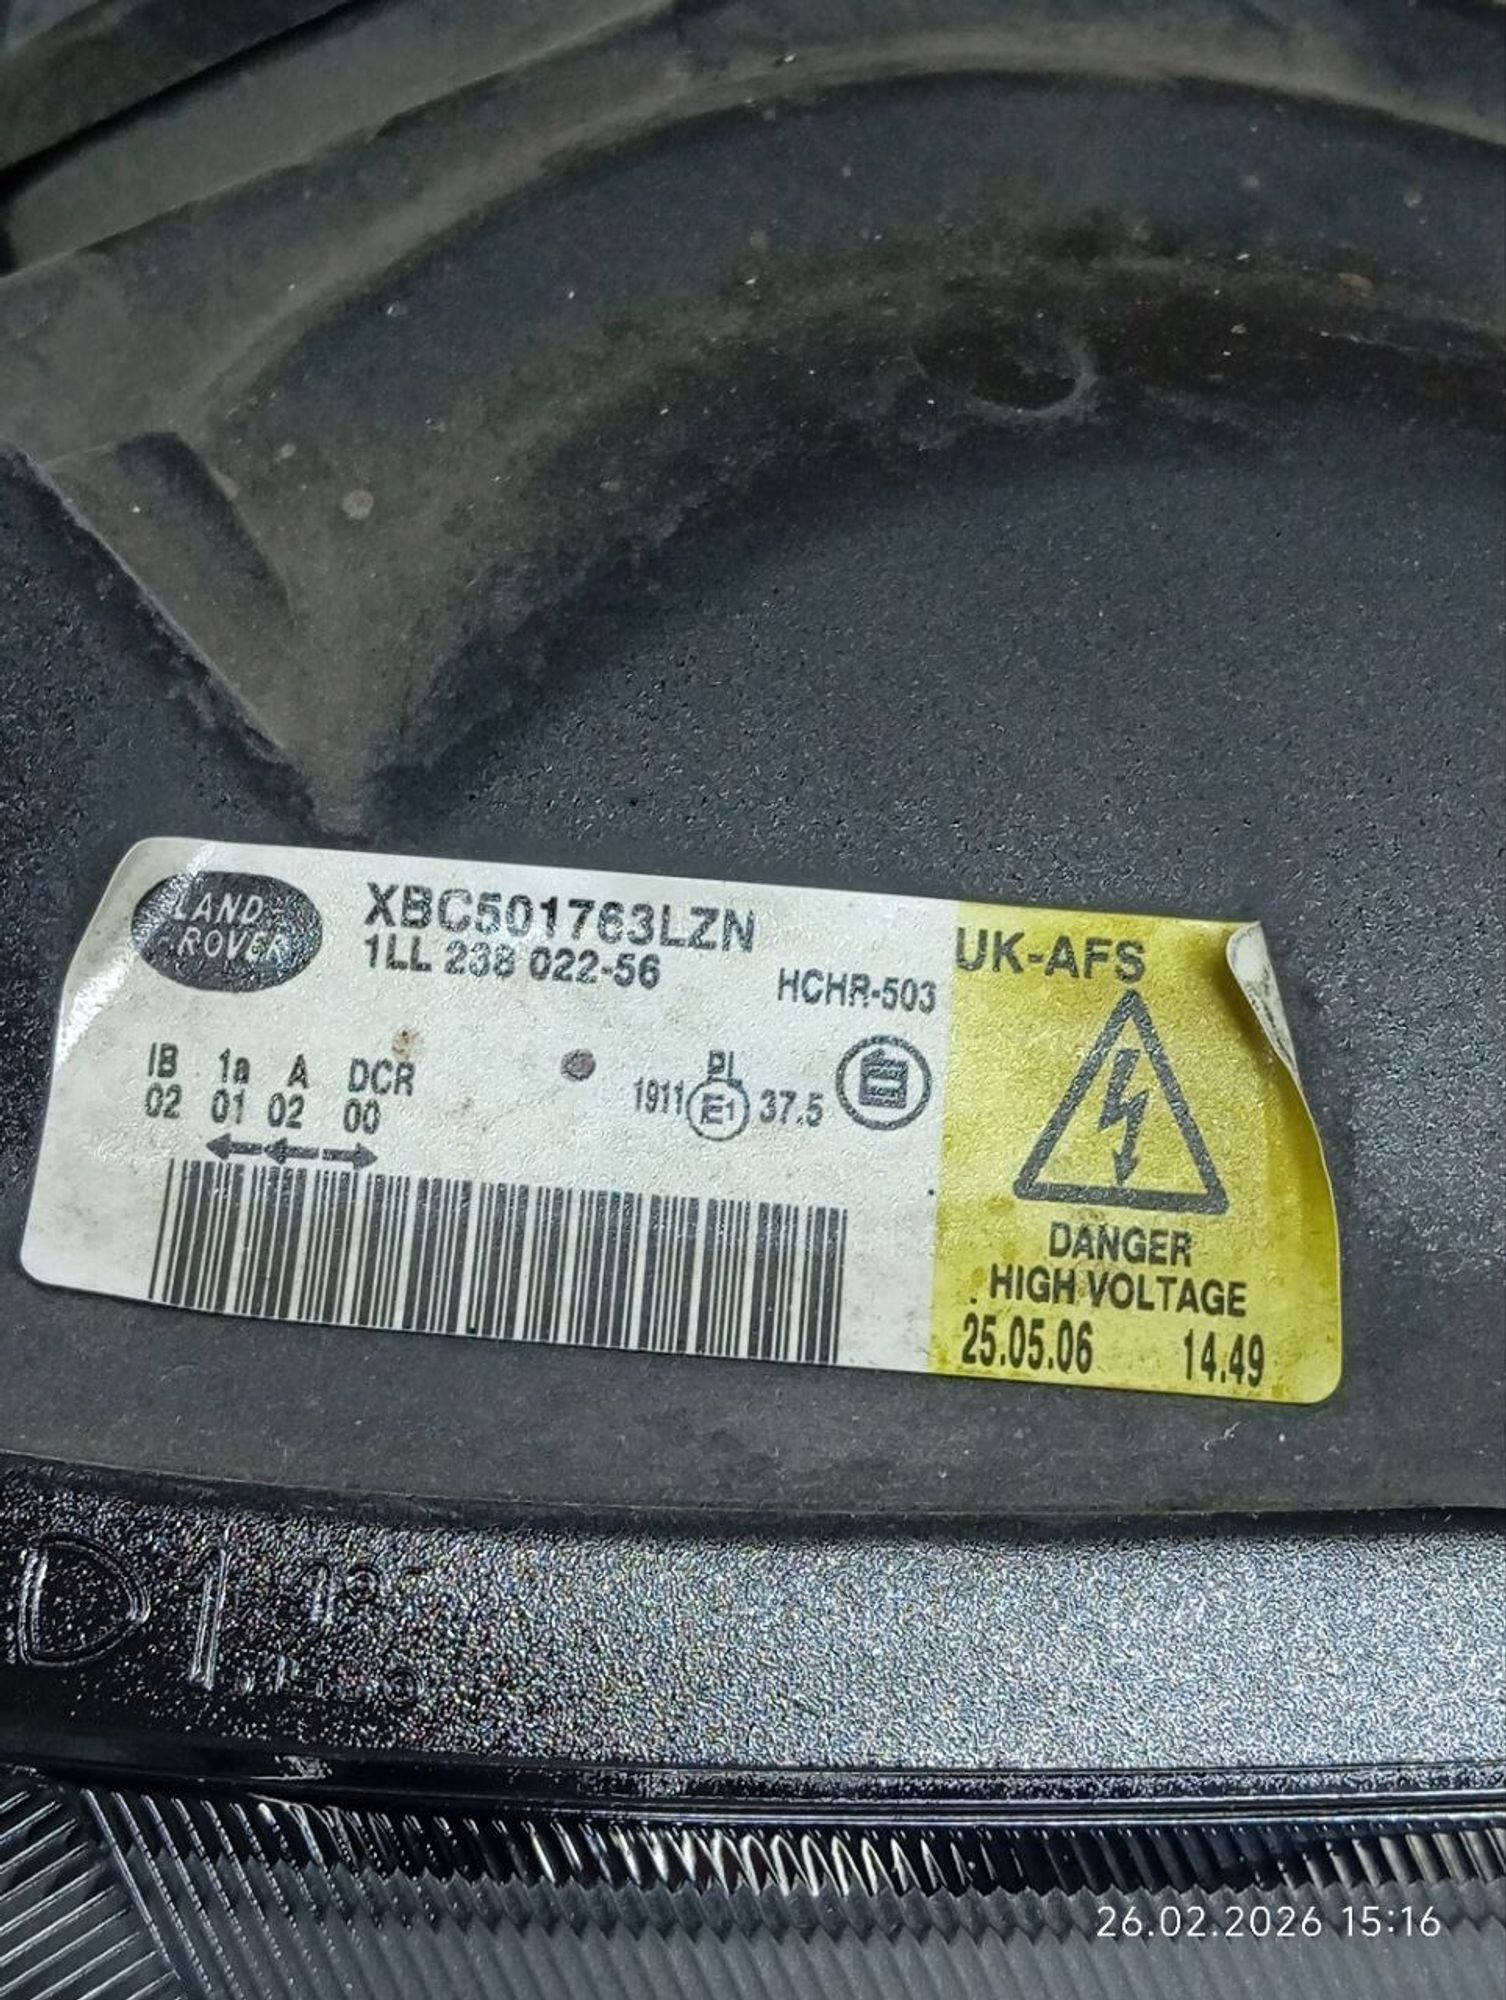 LAND-
-ROVER
XBC501763LZN
1LL 238 022-56
HCHR-503
UK-AFS
IB 1a A DCR
02 01 02 00
PL
1911 E1 37.5
DANGER
HIGH VOLTAGE
25.05.06 14.49
26.02.2026 15:16